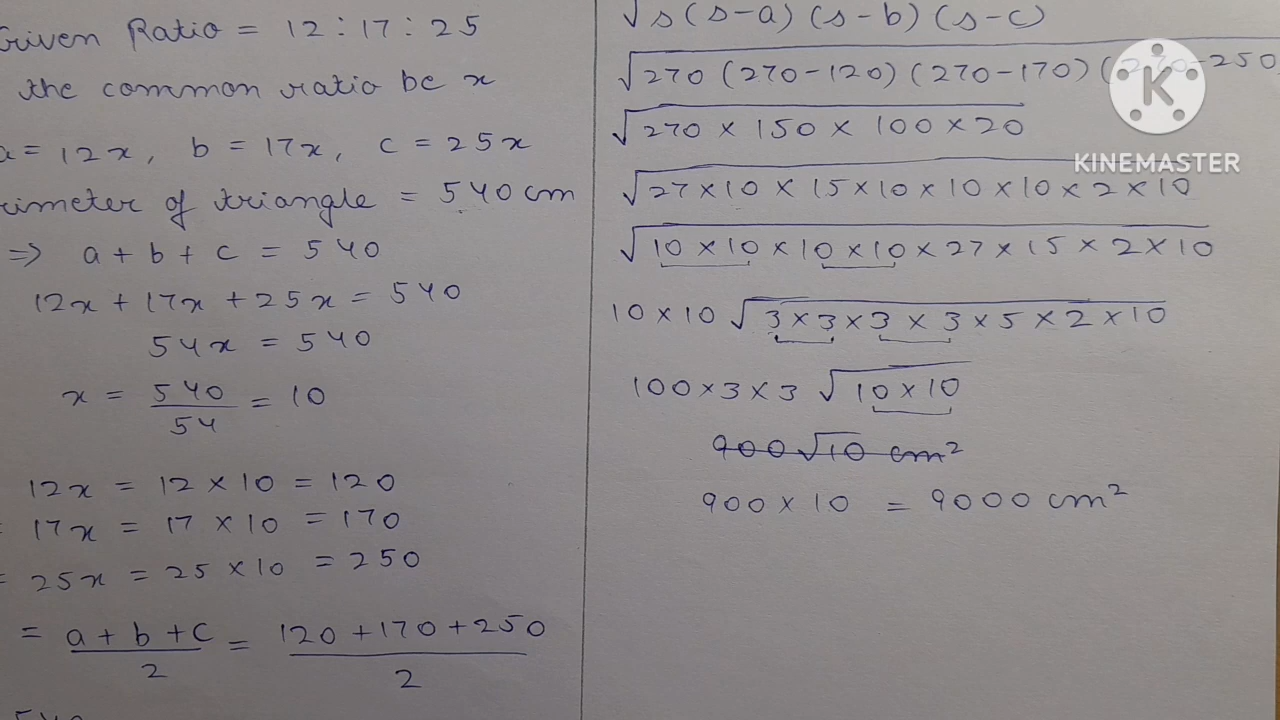 Given Ratio = 12 : 17 : 25
the common ratio be x
a = 12x, b = 17x, c = 25x
rimeter of triangle = 540 cm
⇒ a + b + c = 540
12x + 17x + 25x = 540
54x = 540
x = 540/54 = 10
12x = 12 × 10 = 120
= 17x = 17 × 10 = 170
= 25x = 25 × 10 = 250
= a + b + c / 2 = 120 + 170 + 250 / 2
540
√s(s-a)(s-b)(s-c)
√270 (270-120) (270-170) (270-250
√270 × 150 × 100 × 20
√27 × 10 × 15 × 10 × 10 × 10 × 2 × 10
√10 × 10 × 10 × 10 × 27 × 15 × 2 × 10
10 × 10 √3 × 3 × 3 × 3 × 5 × 2 × 10
100 × 3 × 3 √10 × 10
900 √10 cm²
900 × 10 = 9000 cm²
K
KINEMASTER